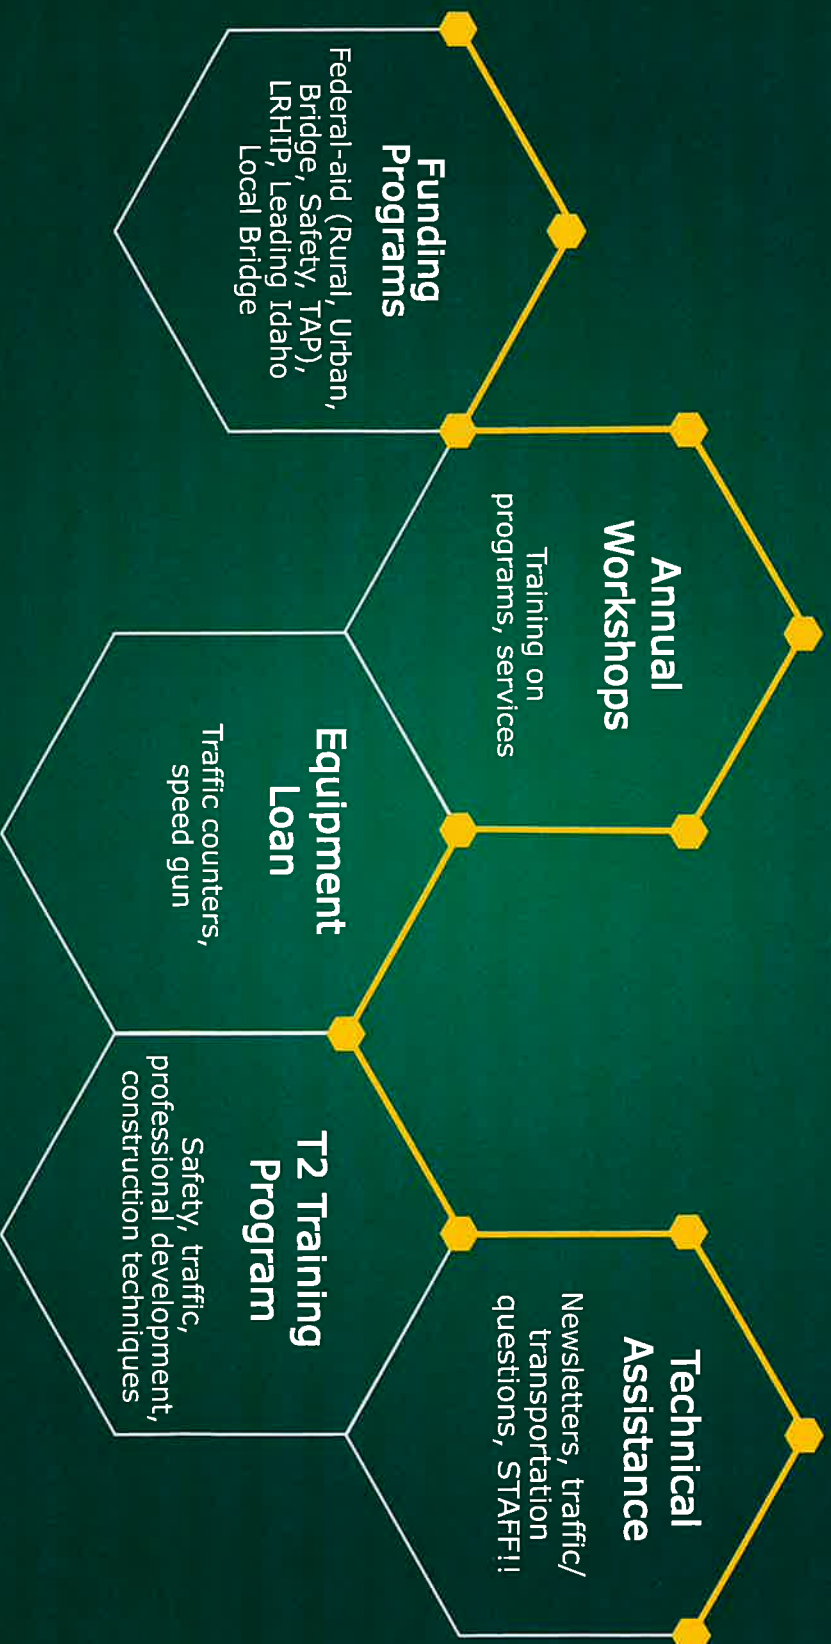 Funding
Programs
Federal-aid (Rural, Urban,
Bridge, Safety, TAP),
LRHIP, Leading Idaho
Local Bridge
Annual
Workshops
Training on
programs, services
Equipment
Loan
Traffic counters,
speed gun
T2 Training
Program
Safety, traffic,
professional development,
construction techniques
Technical
Assistance
Newsletters, traffic/
transportation
questions, STAFF!!